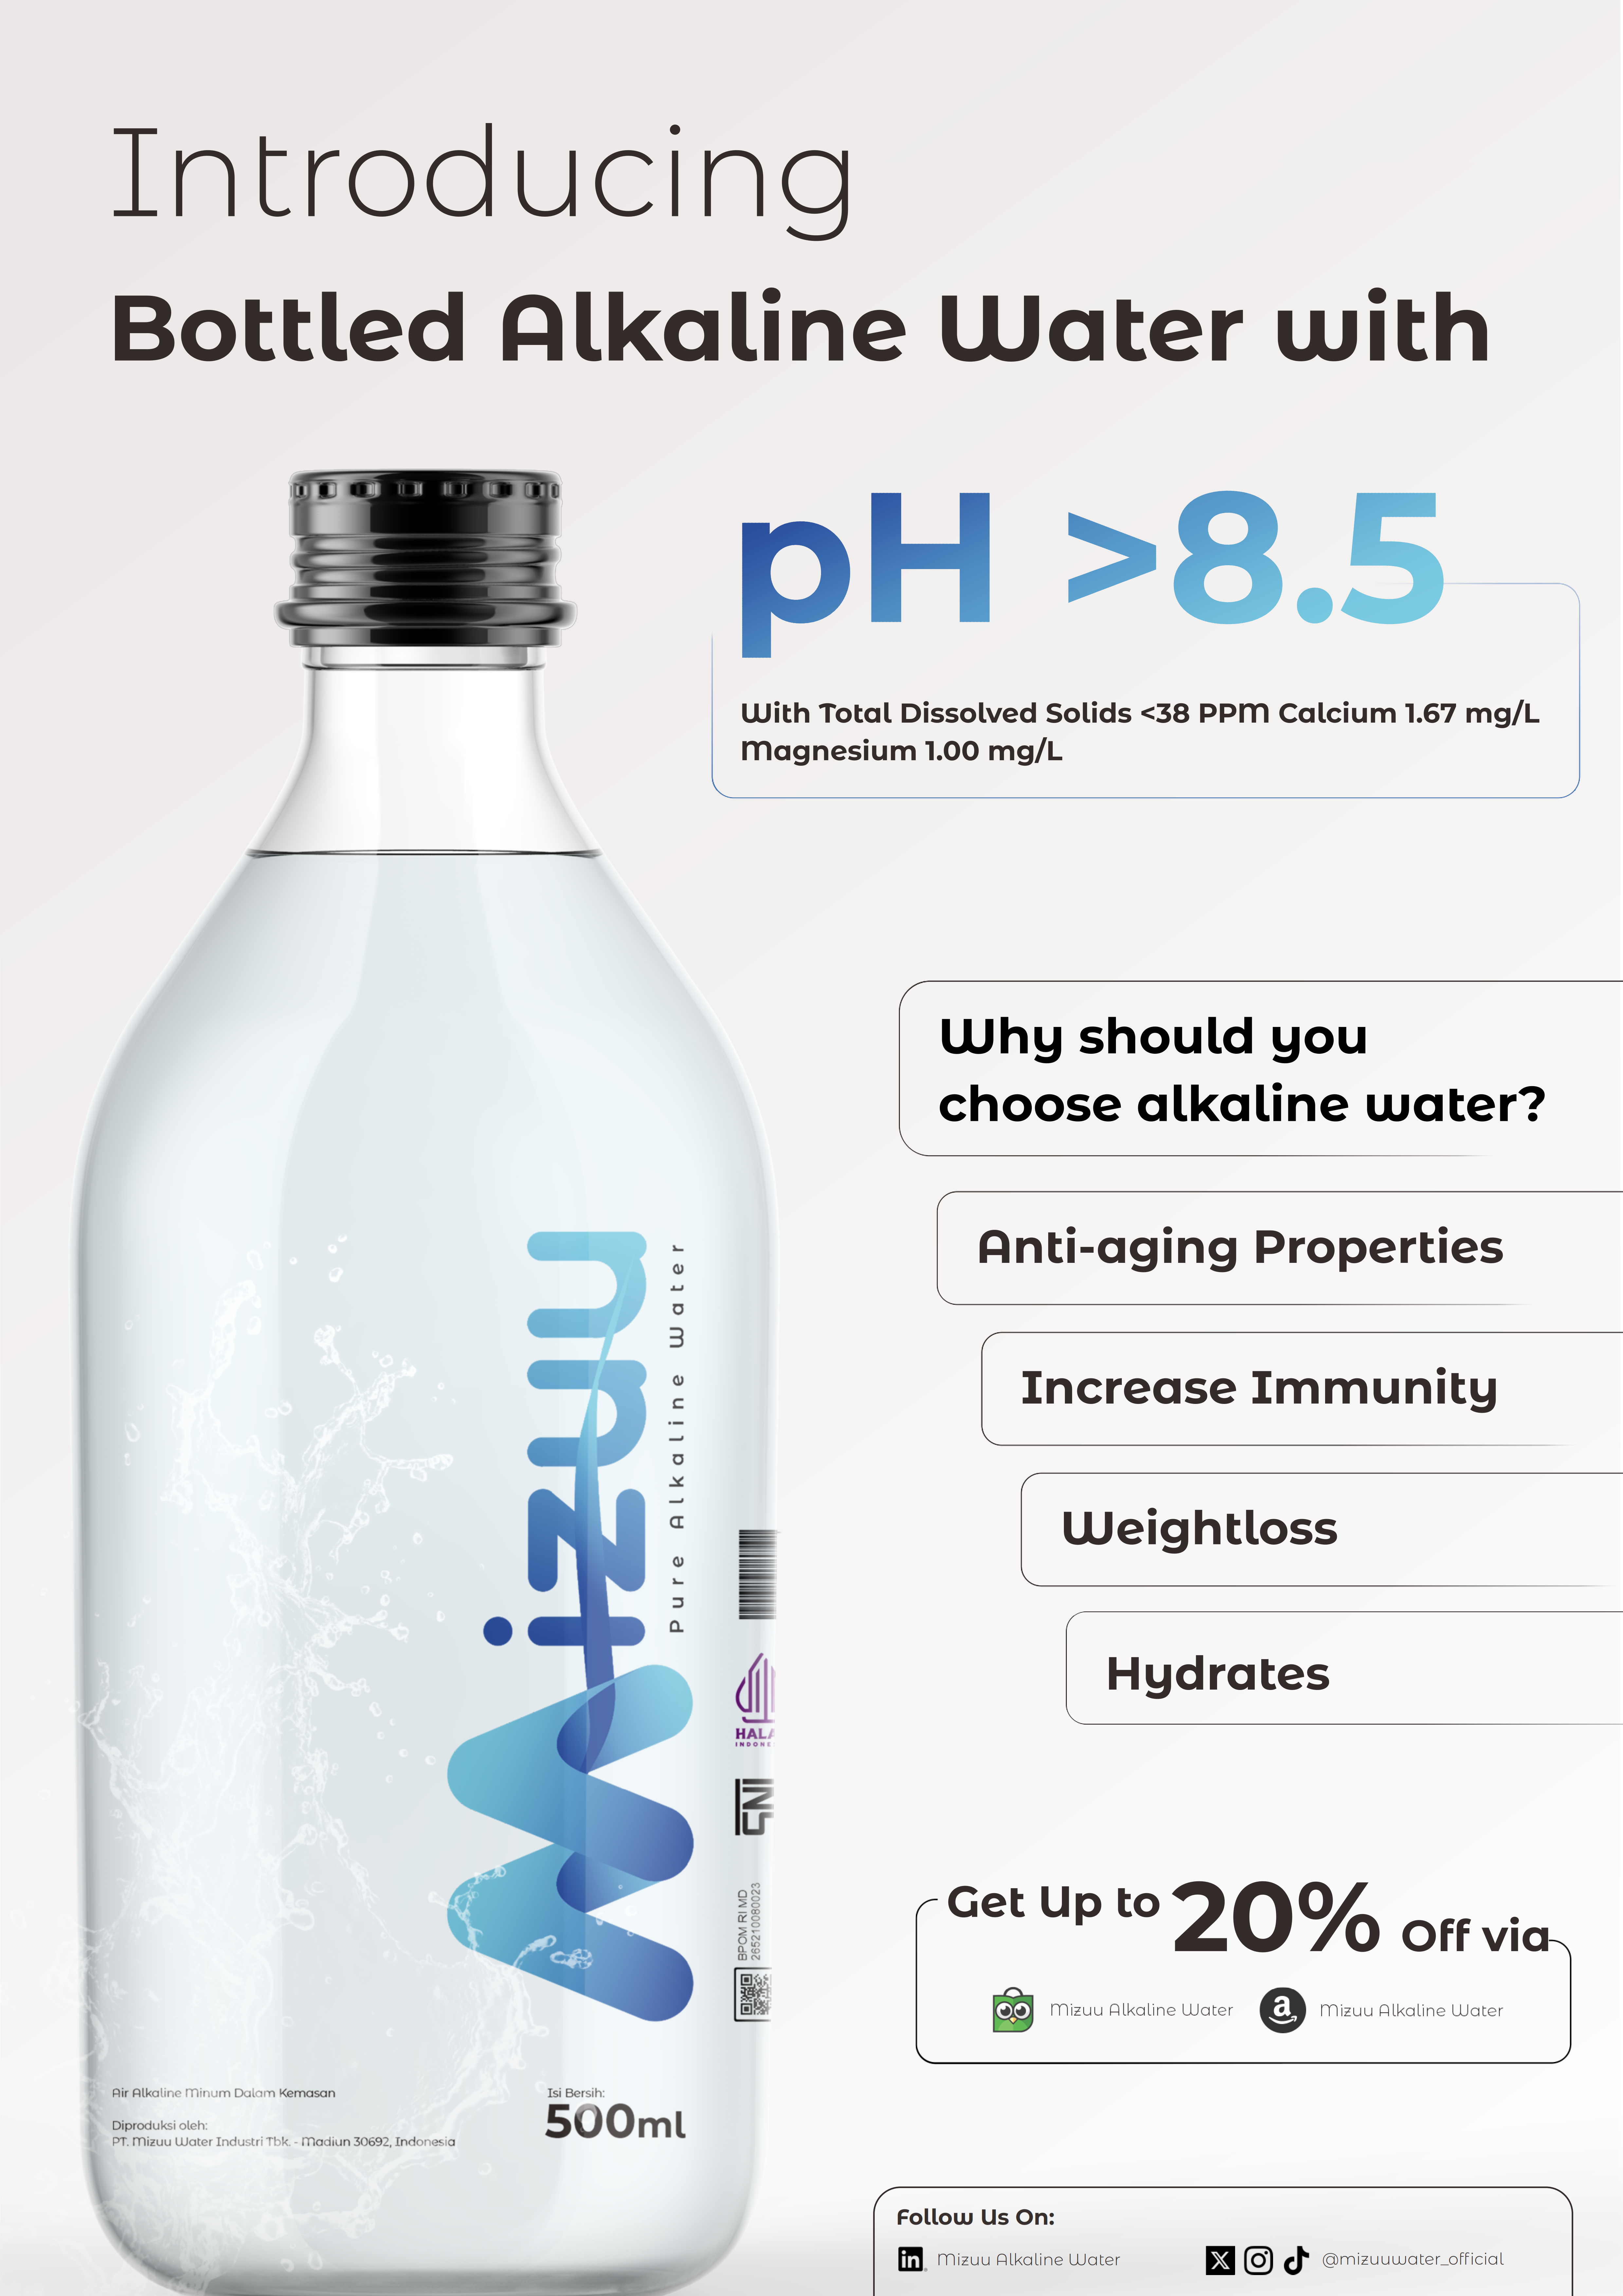 Introducing
Bottled Alkaline Water with
pH >8.5
With Total Dissolved Solids <38 PPM Calcium 1.67 mg/L
Magnesium 1.00 mg/L
Why should you
choose alkaline water?
Anti-aging Properties
Increase Immunity
Weightloss
Hydrates
Mizuu
Pure Alkaline Water
HALA
INDONE
SNI
BPOM RI MD
265210080023
Air Alkaline Minum Dalam Kemasan
Diproduksi oleh:
PT. Mizuu Water Industri Tbk. - Madiun 30692, Indonesia
Isi Bersih:
500ml
Get Up to 20% Off via
Mizuu Alkaline Water
a Mizuu Alkaline Water
Follow Us On:
in Mizuu Alkaline Water
X @mizuuwater_official